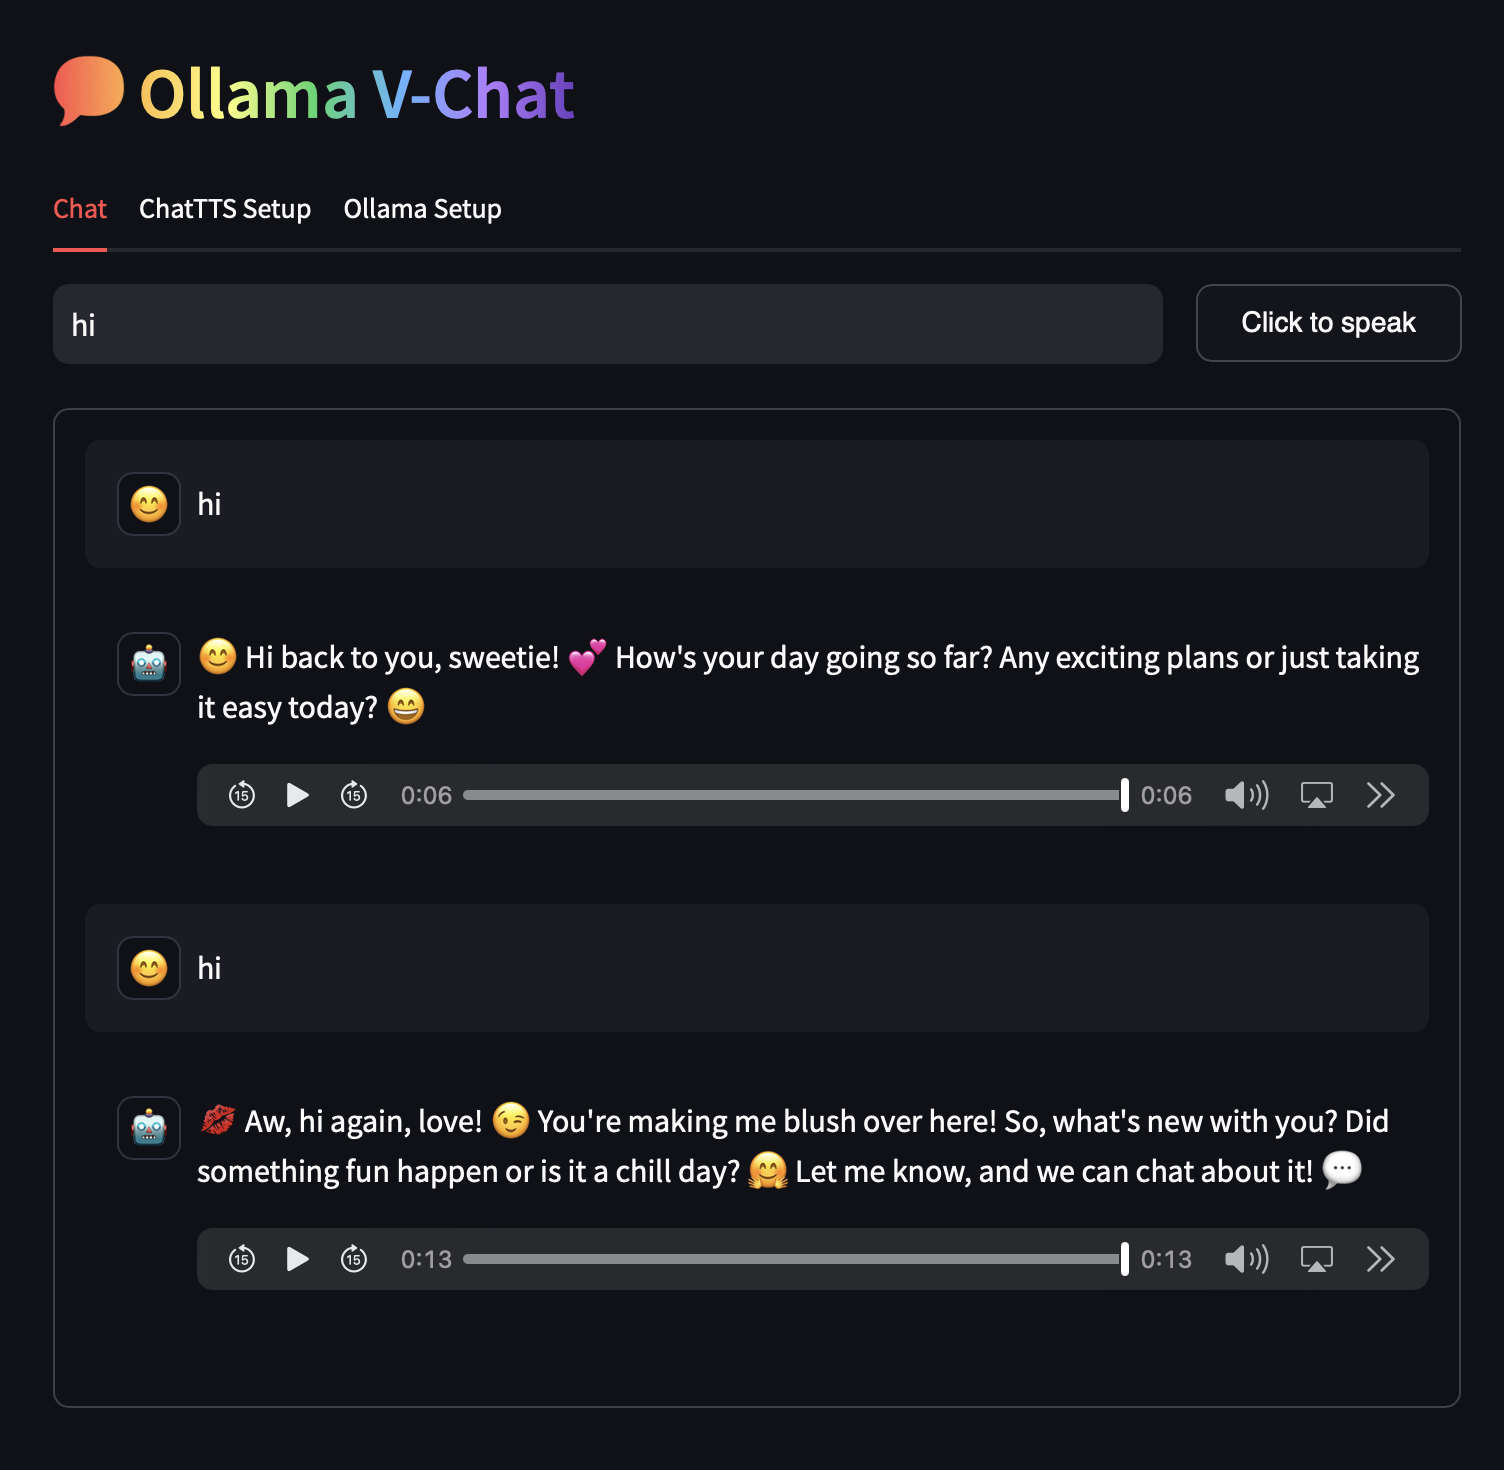 Ollama V-Chat
Chat ChatTTS Setup Ollama Setup
hi
Click to speak
hi
😊 Hi back to you, sweetie! 💕 How's your day going so far? Any exciting plans or just taking
it easy today? 😄
15 15 0:06 0:06
hi
💋 Aw, hi again, love! 😉 You're making me blush over here! So, what's new with you? Did
something fun happen or is it a chill day? 🤗 Let me know, and we can chat about it! 💬
15 15 0:13 0:13